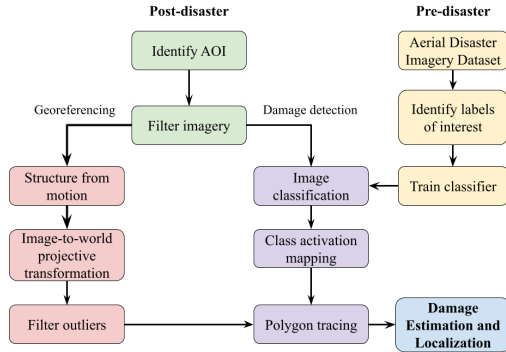 Post-disaster
Pre-disaster
Identify AOI
Aerial Disaster
Imagery Dataset
Georeferencing
Damage detection
Filter imagery
Identify labels
of interest
Structure from
motion
Image
classification
Train classifier
Image-to-world
projective
transformation
Class activation
mapping
Filter outliers
Polygon tracing
Damage
Estimation and
Localization